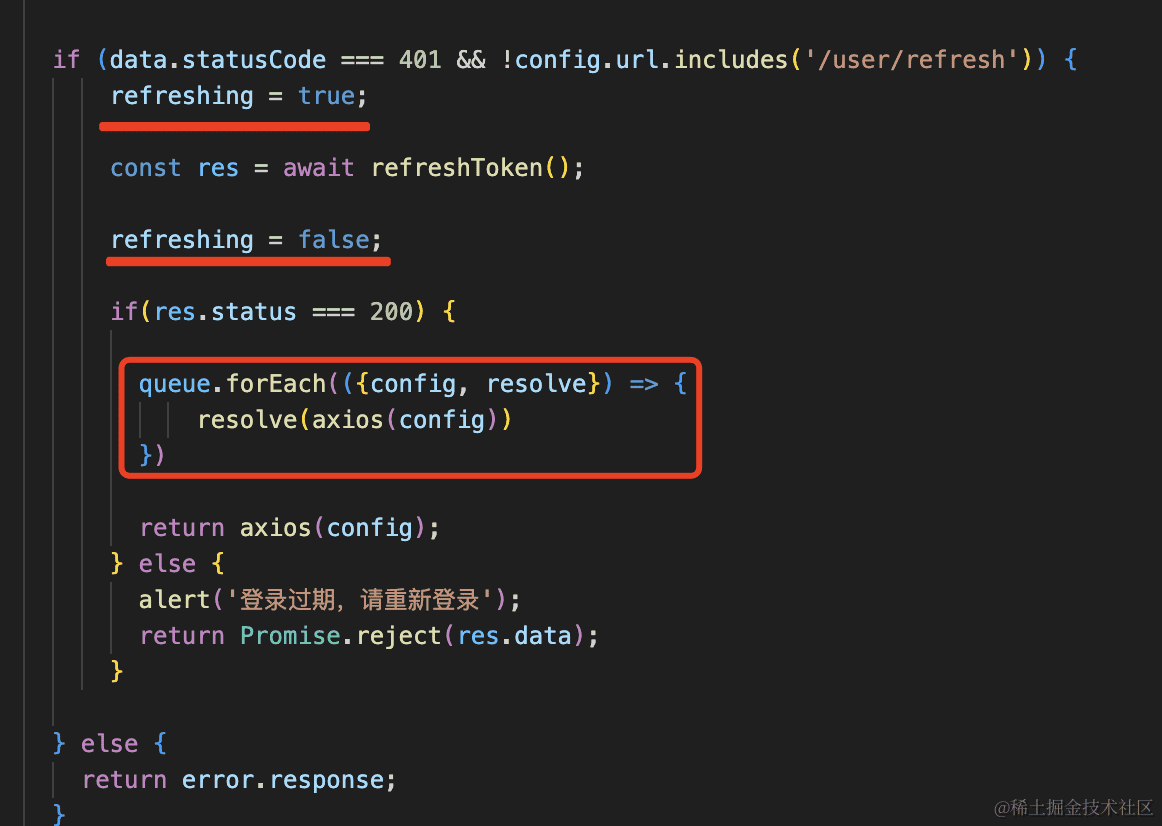 if (data.statusCode === 401 && !config.url.includes('/user/refresh')) {
refreshing = true;
const res = await refreshToken();
refreshing = false;
if(res.status === 200) {
queue.forEach(({config, resolve}) => {
resolve(axios(config))
})
return axios(config);
} else {
alert('登录过期，请重新登录');
return Promise.reject(res.data);
}
} else {
return error.response;
}
@稀土掘金技术社区